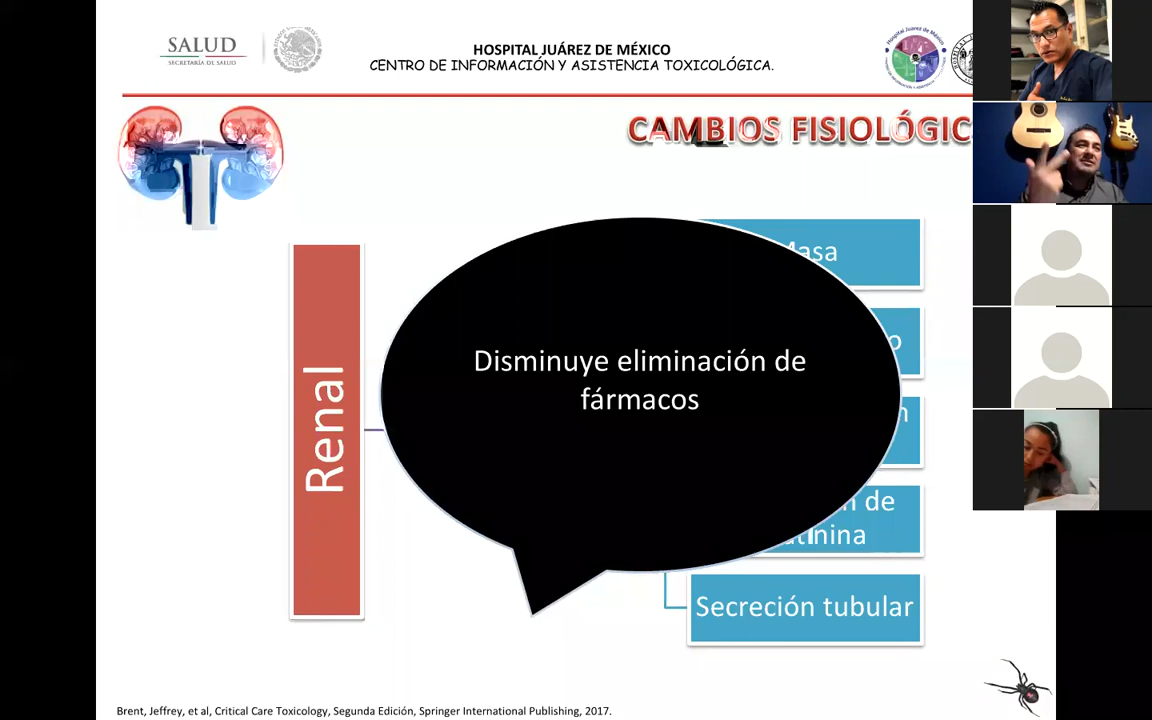 SALUD
SECRETARÍA DE SALUD
HOSPITAL JUÁREZ DE MÉXICO
CENTRO DE INFORMACIÓN Y ASISTENCIA TOXICOLÓGICA.
CAMBIOS FISIOLÓGIC
Renal
Masa
Disminuye eliminación de
fármacos
de
Secreción tubular
Brent, Jeffrey, et al, Critical Care Toxicology, Segunda Edición, Springer International Publishing, 2017.